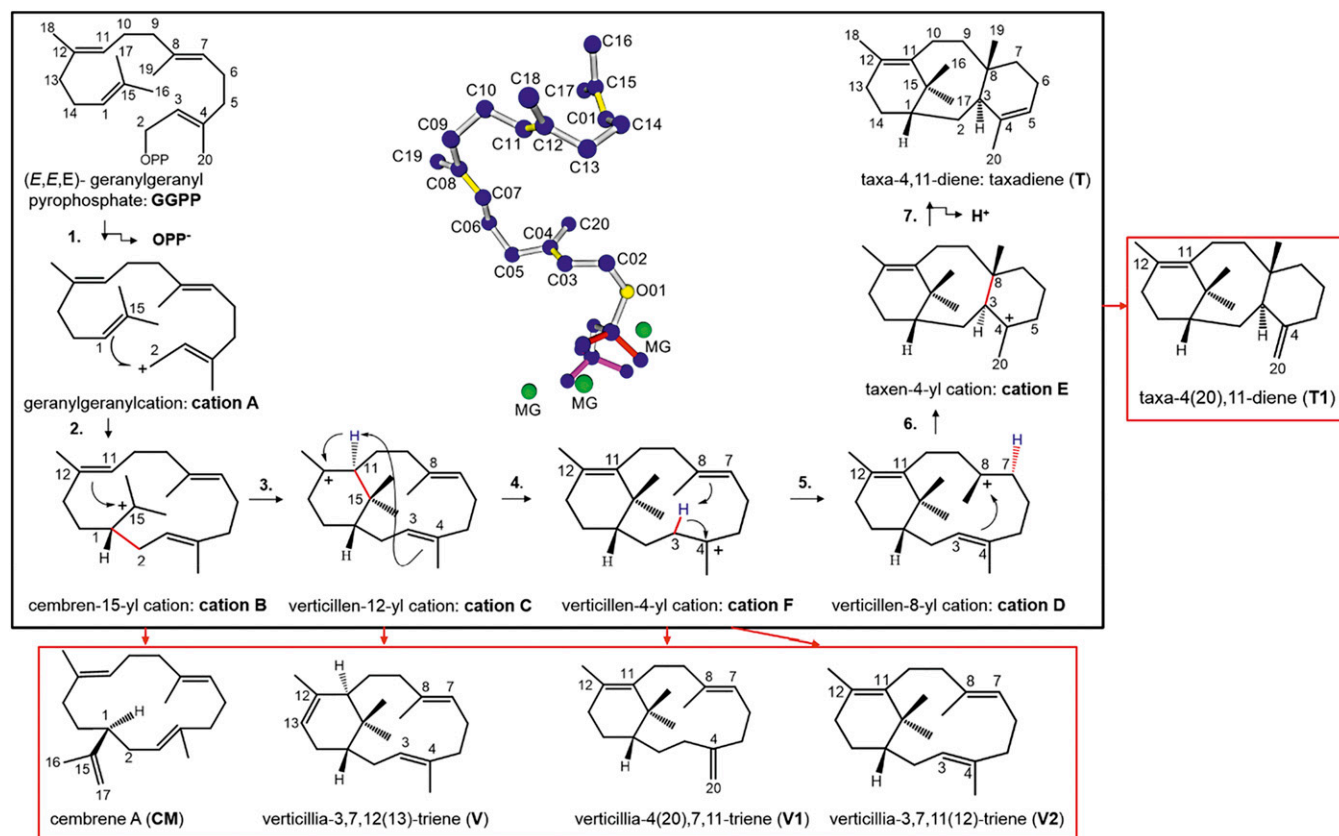 18
10
9
12
11
17
8
7
19
13
16
6
15
3
5
14
1
2
4
OPP
20
(E,E,E)- geranylgeranyl
pyrophosphate: GGPP
1.
OPP-
15
1
2
+
geranylgeranylcation: cation A
2.
C16
C18
C15
C17
C10
C01
C14
C09
C11
C12
C13
C19
C08
C07
C20
C06
C04
C02
C05
C03
O01
MG
MG
MG
10
9
19
18
11
7
12
16
8
6
13
15
3
1
17
14
2
H
4
5
H
20
taxa-4,11-diene: taxadiene (T)
7.
H+
12
11
8
3
H
4
+
5
H
20
taxen-4-yl cation: cation E
6.
12
11
4
H
H
20
taxa-4(20),11-diene (T1)
11
12
+
15
1
2
H
cembren-15-yl cation: cation B
3.
H
+
11
8
15
3
4
H
verticillen-12-yl cation: cation C
4.
12
11
8
7
H
3
4
+
H
verticillen-4-yl cation: cation F
5.
H
12
11
8
7
+
3
4
H
verticillen-8-yl cation: cation D
1
H
2
16
15
17
cembrene A (CM)
H
12
8
7
13
3
4
H
verticillia-3,7,12(13)-triene (V)
12
11
8
7
4
H
20
verticillia-4(20),7,11-triene (V1)
12
11
8
7
3
4
H
verticillia-3,7,11(12)-triene (V2)